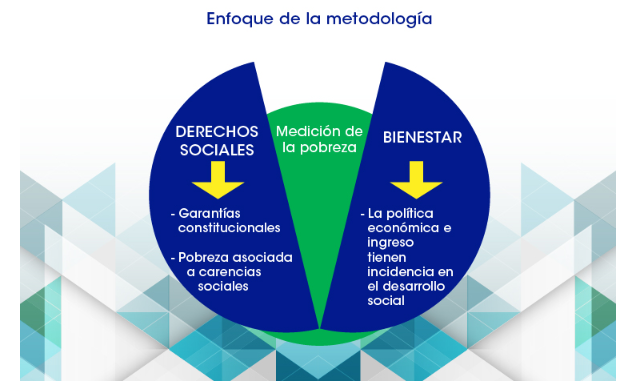 Enfoque de la metodología
DERECHOS
SOCIALES
- Garantías
constitucionales
- Pobreza asociada
a carencias
sociales
Medición de
la pobreza
BIENESTAR
- La política
económica e
ingreso
tienen
incidencia en
el desarrollo
social